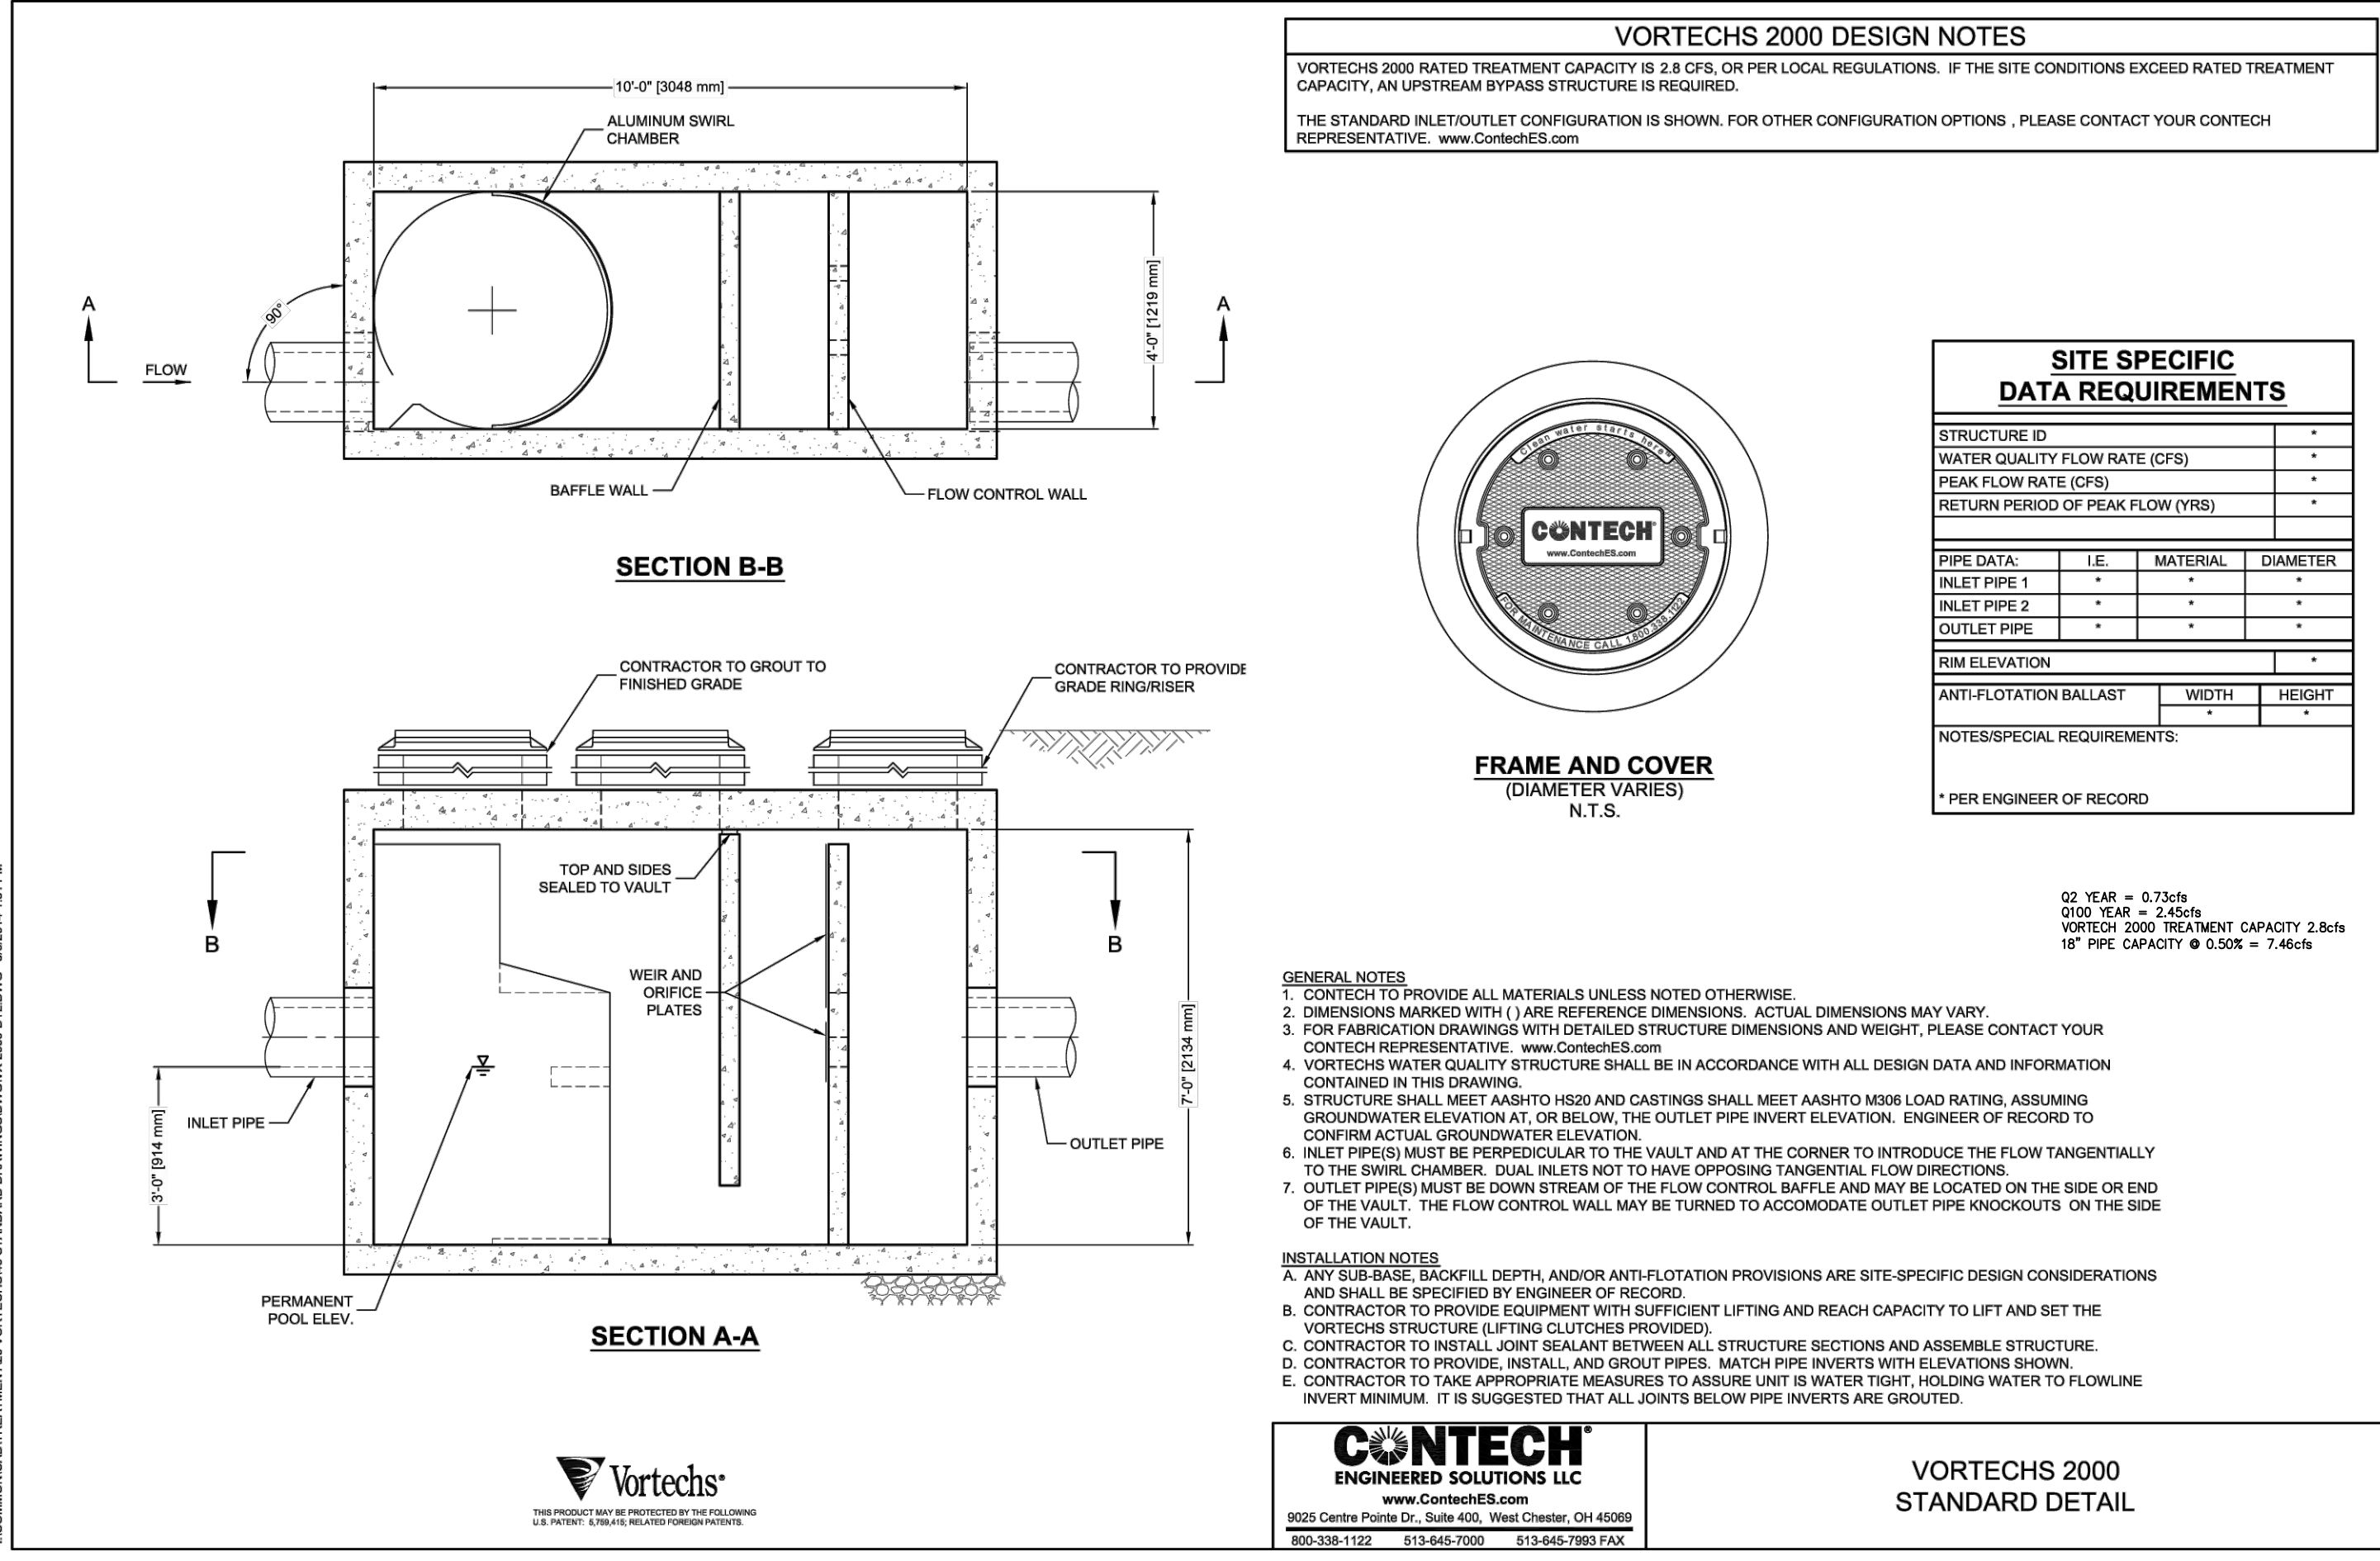 VORTECHS 2000 DESIGN NOTES
VORTECHS 2000 RATED TREATMENT CAPACITY IS 2.8 CFS, OR PER LOCAL REGULATIONS. IF THE SITE CONDITIONS EXCEED RATED TREATMENT
CAPACITY, AN UPSTREAM BYPASS STRUCTURE IS REQUIRED.
THE STANDARD INLET/OUTLET CONFIGURATION IS SHOWN. FOR OTHER CONFIGURATION OPTIONS , PLEASE CONTACT YOUR CONTECH
REPRESENTATIVE. www.ContechES.com
10'-0" [3048 mm]
ALUMINUM SWIRL
CHAMBER
4'-0" [1219 mm]
90°
A
A
FLOW
BAFFLE WALL
FLOW CONTROL WALL
SECTION B-B
CONTRACTOR TO GROUT TO
FINISHED GRADE
CONTRACTOR TO PROVIDE
GRADE RING/RISER
TOP AND SIDES
SEALED TO VAULT
B
B
WEIR AND
ORIFICE
PLATES
7'-0" [2134 mm]
3'-0" [914 mm]
INLET PIPE
OUTLET PIPE
PERMANENT
POOL ELEV.
SECTION A-A
Vortechs®
THIS PRODUCT MAY BE PROTECTED BY THE FOLLOWING
U.S. PATENT: 5,759,415; RELATED FOREIGN PATENTS.
Clean water starts here™
CONTECH®
www.ContechES.com
FOR MAINTENANCE CALL 1.800.338.1122
FRAME AND COVER
(DIAMETER VARIES)
N.T.S.
SITE SPECIFIC
DATA REQUIREMENTS
STRUCTURE ID *
WATER QUALITY FLOW RATE (CFS) *
PEAK FLOW RATE (CFS) *
RETURN PERIOD OF PEAK FLOW (YRS) *
PIPE DATA: I.E. MATERIAL DIAMETER
INLET PIPE 1 * * *
INLET PIPE 2 * * *
OUTLET PIPE * * *
RIM ELEVATION *
ANTI-FLOTATION BALLAST WIDTH HEIGHT
* *
NOTES/SPECIAL REQUIREMENTS:
* PER ENGINEER OF RECORD
Q2 YEAR = 0.73cfs
Q100 YEAR = 2.45cfs
VORTECH 2000 TREATMENT CAPACITY 2.8cfs
18" PIPE CAPACITY @ 0.50% = 7.46cfs
GENERAL NOTES
1. CONTECH TO PROVIDE ALL MATERIALS UNLESS NOTED OTHERWISE.
2. DIMENSIONS MARKED WITH ( ) ARE REFERENCE DIMENSIONS. ACTUAL DIMENSIONS MAY VARY.
3. FOR FABRICATION DRAWINGS WITH DETAILED STRUCTURE DIMENSIONS AND WEIGHT, PLEASE CONTACT YOUR
CONTECH REPRESENTATIVE. www.ContechES.com
4. VORTECHS WATER QUALITY STRUCTURE SHALL BE IN ACCORDANCE WITH ALL DESIGN DATA AND INFORMATION
CONTAINED IN THIS DRAWING.
5. STRUCTURE SHALL MEET AASHTO HS20 AND CASTINGS SHALL MEET AASHTO M306 LOAD RATING, ASSUMING
GROUNDWATER ELEVATION AT, OR BELOW, THE OUTLET PIPE INVERT ELEVATION. ENGINEER OF RECORD TO
CONFIRM ACTUAL GROUNDWATER ELEVATION.
6. INLET PIPE(S) MUST BE PERPEDICULAR TO THE VAULT AND AT THE CORNER TO INTRODUCE THE FLOW TANGENTIALLY
TO THE SWIRL CHAMBER. DUAL INLETS NOT TO HAVE OPPOSING TANGENTIAL FLOW DIRECTIONS.
7. OUTLET PIPE(S) MUST BE DOWN STREAM OF THE FLOW CONTROL BAFFLE AND MAY BE LOCATED ON THE SIDE OR END
OF THE VAULT. THE FLOW CONTROL WALL MAY BE TURNED TO ACCOMODATE OUTLET PIPE KNOCKOUTS ON THE SIDE
OF THE VAULT.
INSTALLATION NOTES
A. ANY SUB-BASE, BACKFILL DEPTH, AND/OR ANTI-FLOTATION PROVISIONS ARE SITE-SPECIFIC DESIGN CONSIDERATIONS
AND SHALL BE SPECIFIED BY ENGINEER OF RECORD.
B. CONTRACTOR TO PROVIDE EQUIPMENT WITH SUFFICIENT LIFTING AND REACH CAPACITY TO LIFT AND SET THE
VORTECHS STRUCTURE (LIFTING CLUTCHES PROVIDED).
C. CONTRACTOR TO INSTALL JOINT SEALANT BETWEEN ALL STRUCTURE SECTIONS AND ASSEMBLE STRUCTURE.
D. CONTRACTOR TO PROVIDE, INSTALL, AND GROUT PIPES. MATCH PIPE INVERTS WITH ELEVATIONS SHOWN.
E. CONTRACTOR TO TAKE APPROPRIATE MEASURES TO ASSURE UNIT IS WATER TIGHT, HOLDING WATER TO FLOWLINE
INVERT MINIMUM. IT IS SUGGESTED THAT ALL JOINTS BELOW PIPE INVERTS ARE GROUTED.
CONTECH®
ENGINEERED SOLUTIONS LLC
www.ContechES.com
9025 Centre Pointe Dr., Suite 400, West Chester, OH 45069
800-338-1122 513-645-7000 513-645-7993 FAX
VORTECHS 2000
STANDARD DETAIL